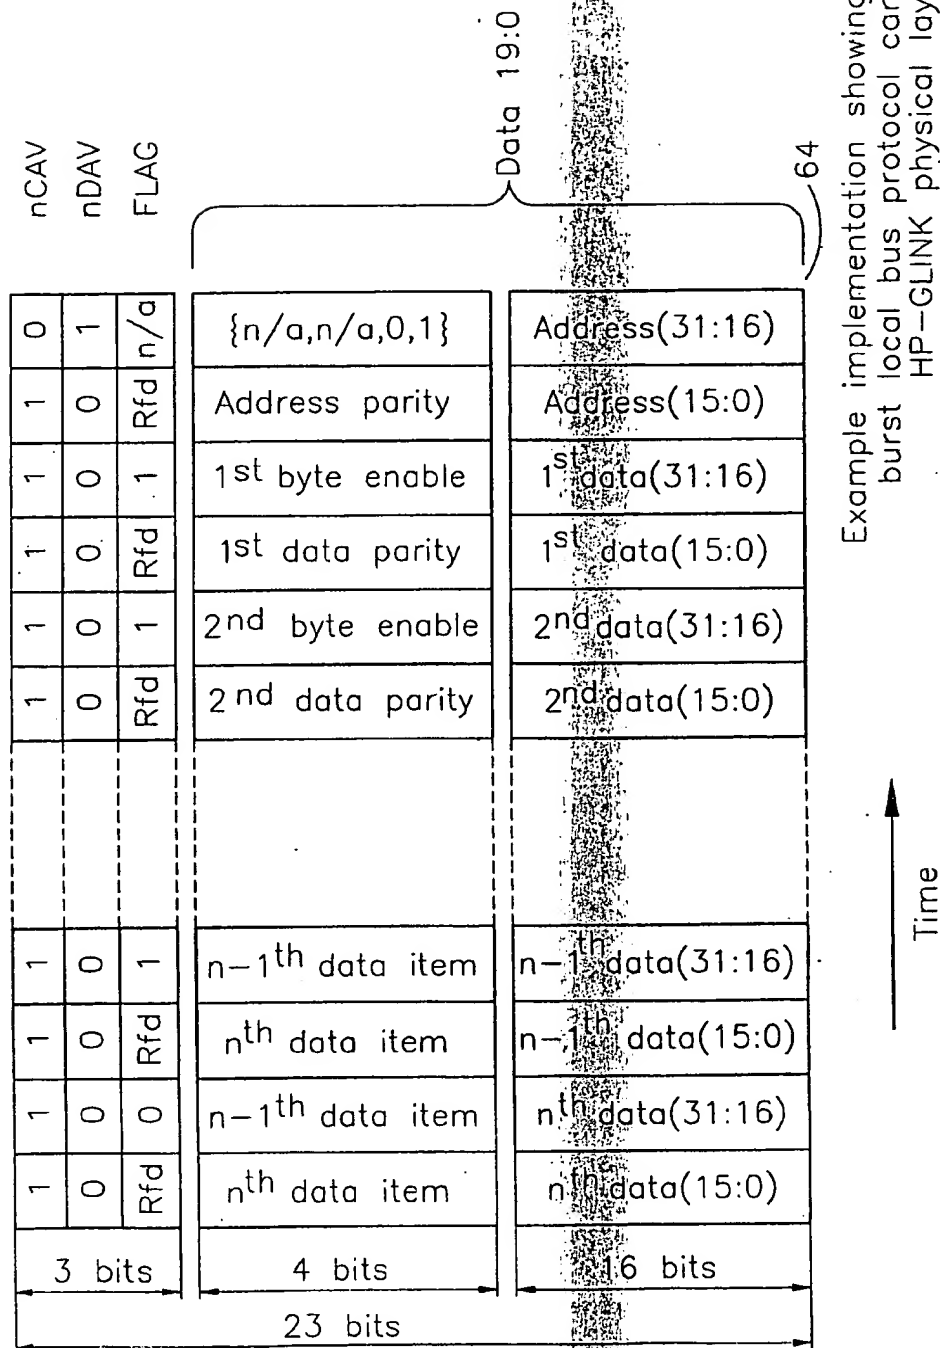 nCAV
nDAV
FLAG
Data 19:0
64
0 1 n/a {n/a,n/a,0,1} Address(31:16)
1 0 Rfd Address parity Address(15:0)
1 0 1 1st byte enable 1st data(31:16)
1 0 Rfd 1st data parity 1st data(15:0)
1 0 1 2nd byte enable 2nd data(31:16)
1 0 Rfd 2nd data parity 2nd data(15:0)
1 0 1 n-1th data item n-1th data(31:16)
1 0 Rfd nth data item n-1th data(15:0)
1 0 0 n-1th data item nth data(31:16)
1 0 Rfd nth data item nth data(15:0)
3 bits 4 bits 16 bits
23 bits
Time
Example implementation showing
burst local bus protocol
HP-GLINK physical